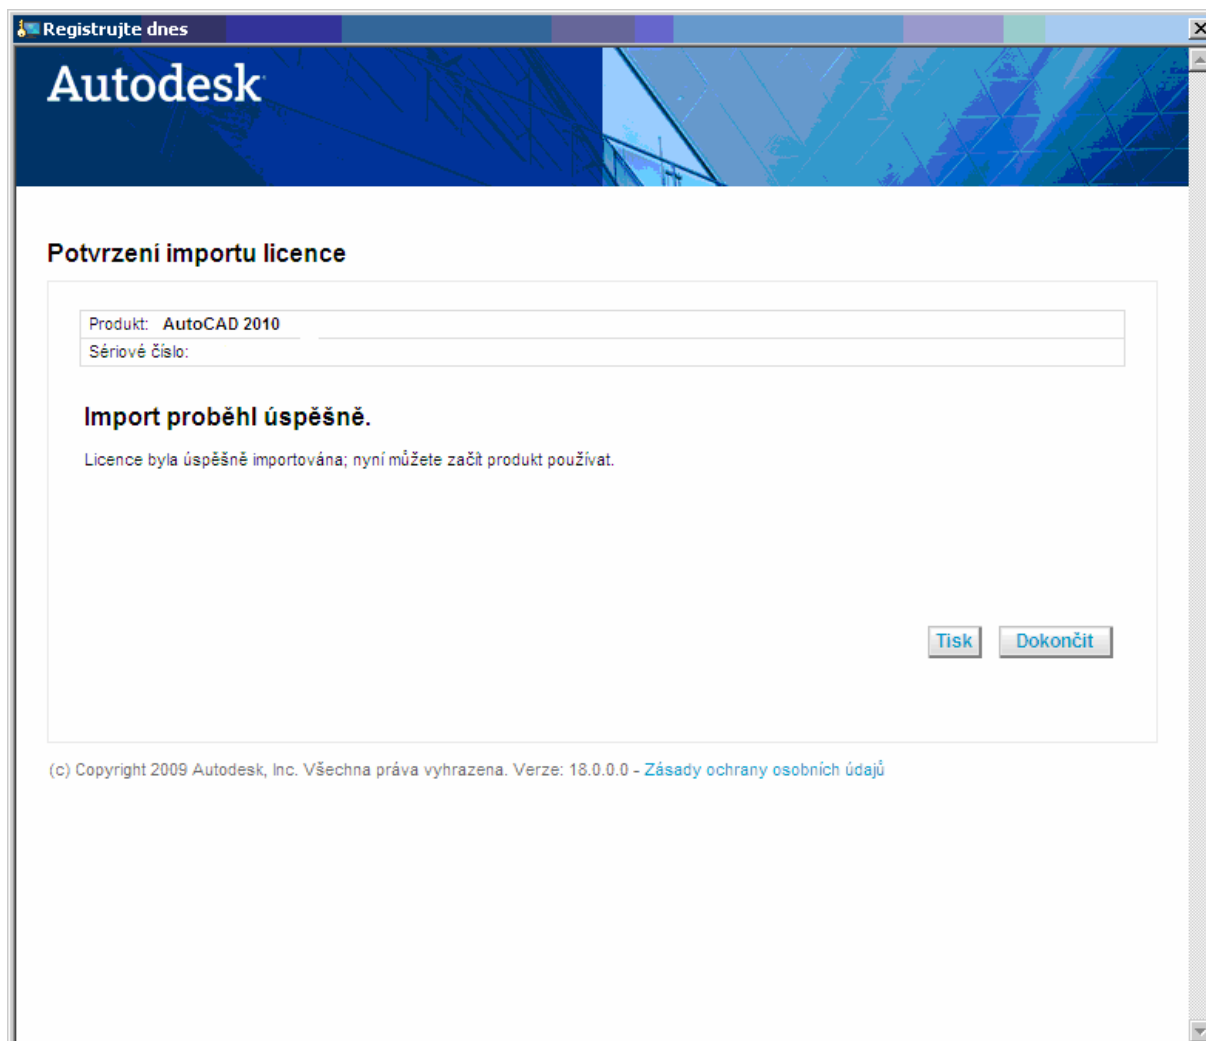 Registrujte dnes
Autodesk
Potvrzení importu licence
Produkt: AutoCAD 2010
Sériové číslo:
Import proběhl úspěšně.
Licence byla úspěšně importována; nyní můžete začít produkt používat.
Tisk Dokončit
(c) Copyright 2009 Autodesk, Inc. Všechna práva vyhrazena. Verze: 18.0.0.0 - Zásady ochrany osobních údajů